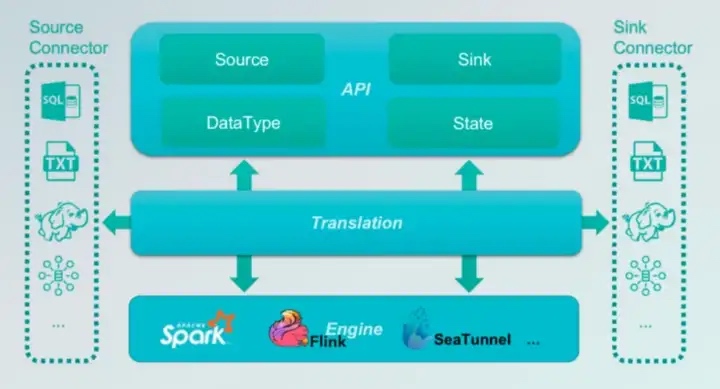 Source
Connector
SQL
TXT
...
Source
Sink
API
DataType
State
Translation
APACHE
Spark
Flink
Engine
SeaTunnel
...
Sink
Connector
SQL
TXT
...